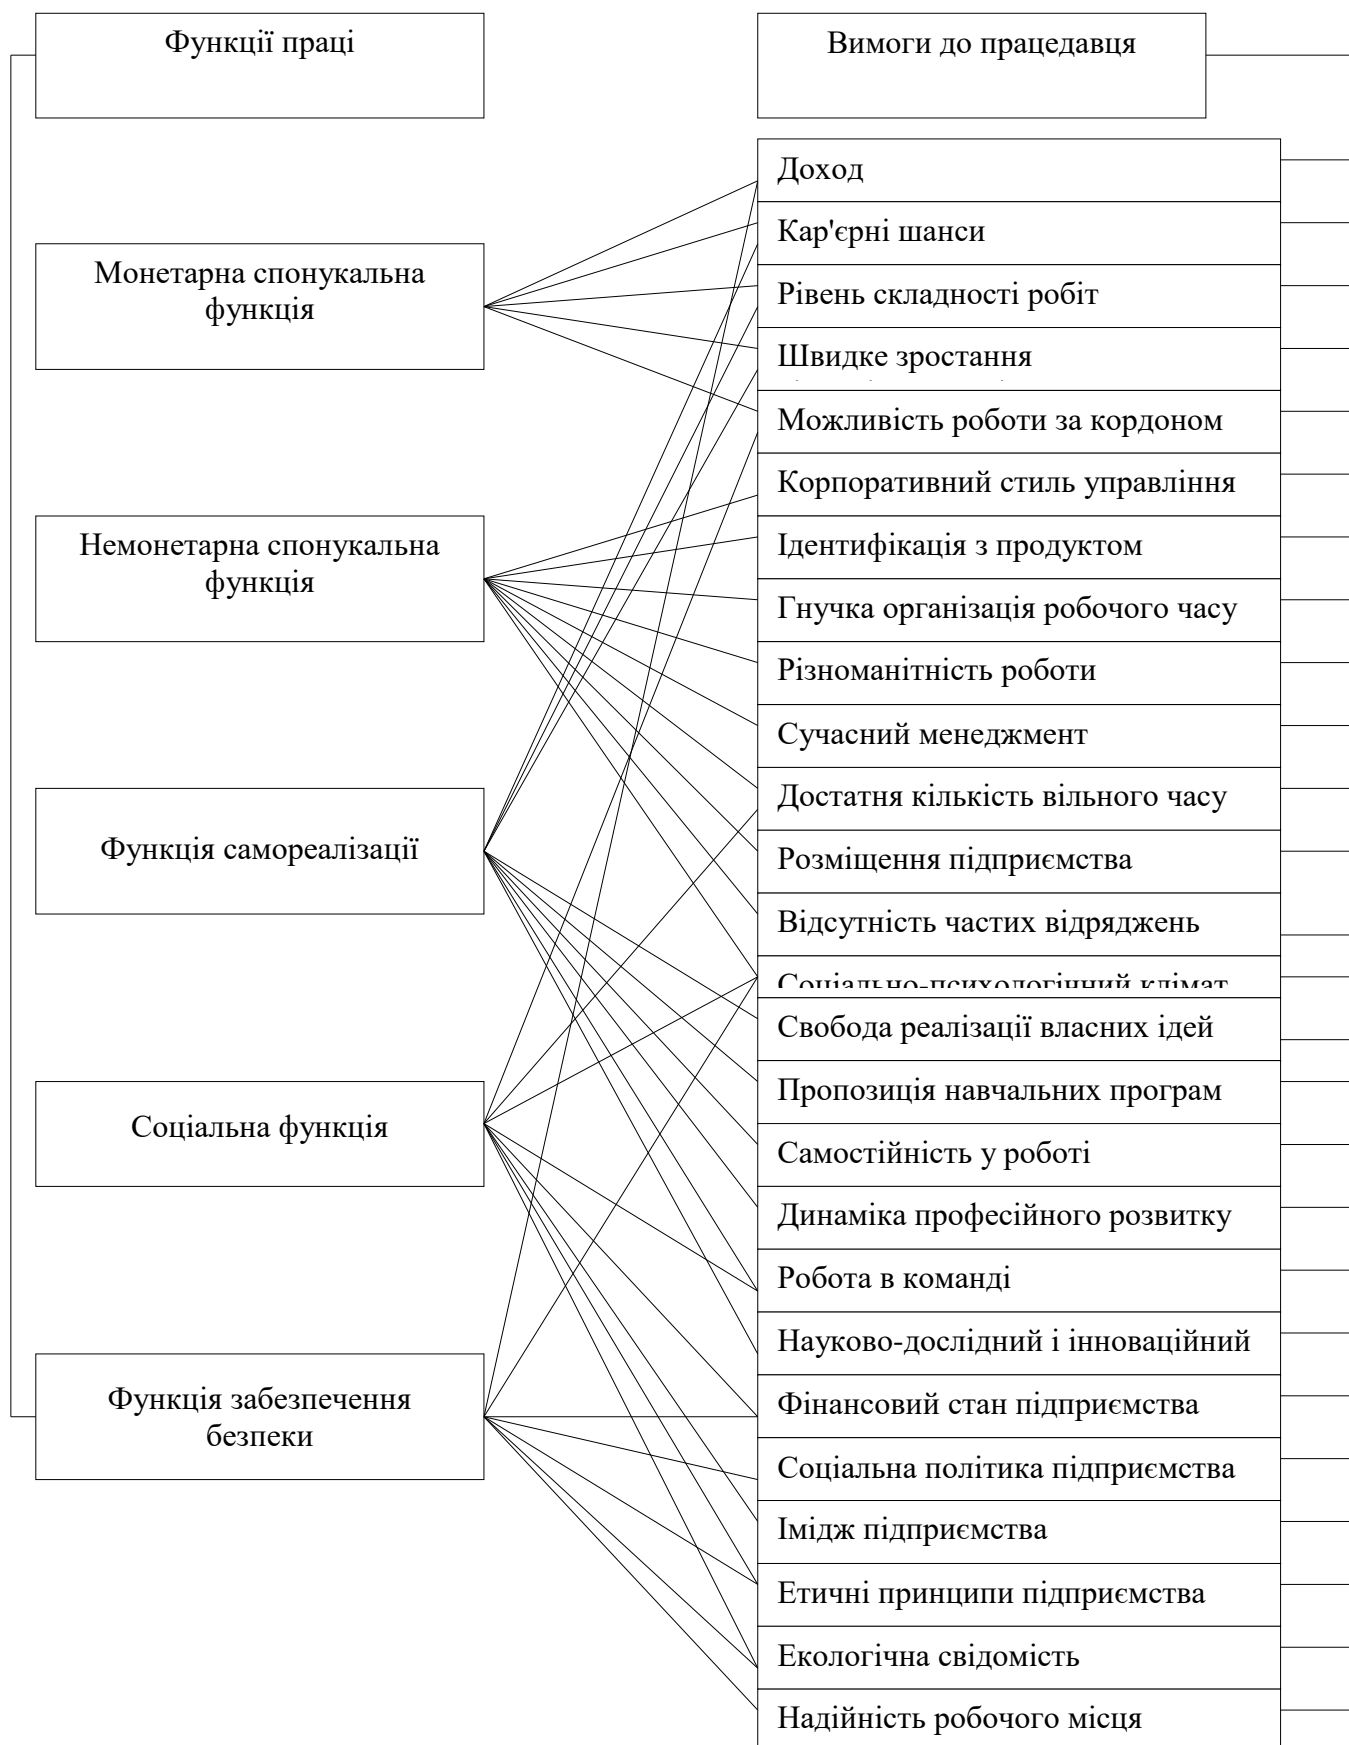 Функції праці
Вимоги до працедавця
Монетарна спонукальна
функція
Немонетарна спонукальна
функція
Функція самореалізації
Соціальна функція
Функція забезпечення
безпеки
Доход
Кар'єрні шанси
Рівень складності робіт
Швидке зростання
Можливість роботи за кордоном
Корпоративний стиль управління
Ідентифікація з продуктом
Гнучка організація робочого часу
Різноманітність роботи
Сучасний менеджмент
Достатня кількість вільного часу
Розміщення підприємства
Відсутність частих відряджень
Соціально-психологічний клімат
Свобода реалізації власних ідей
Пропозиція навчальних програм
Самостійність у роботі
Динаміка професійного розвитку
Робота в команді
Науково-дослідний і інноваційний
Фінансовий стан підприємства
Соціальна політика підприємства
Імідж підприємства
Етичні принципи підприємства
Екологічна свідомість
Надійність робочого місця